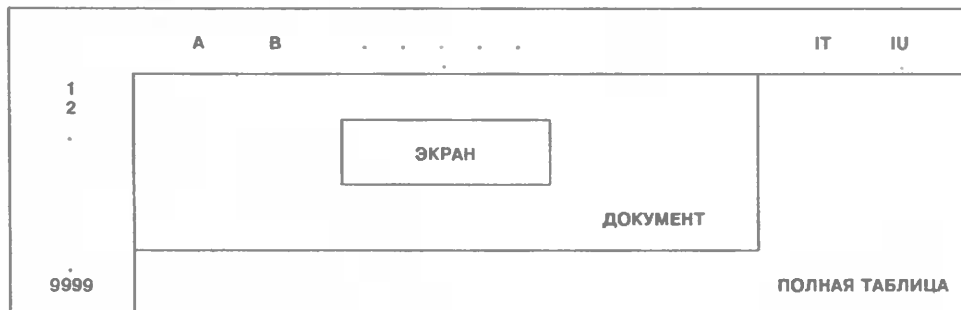 A B . . . . . IT IU
1
2
.
ЭКРАН
ДОКУМЕНТ
.
9999 ПОЛНАЯ ТАБЛИЦА